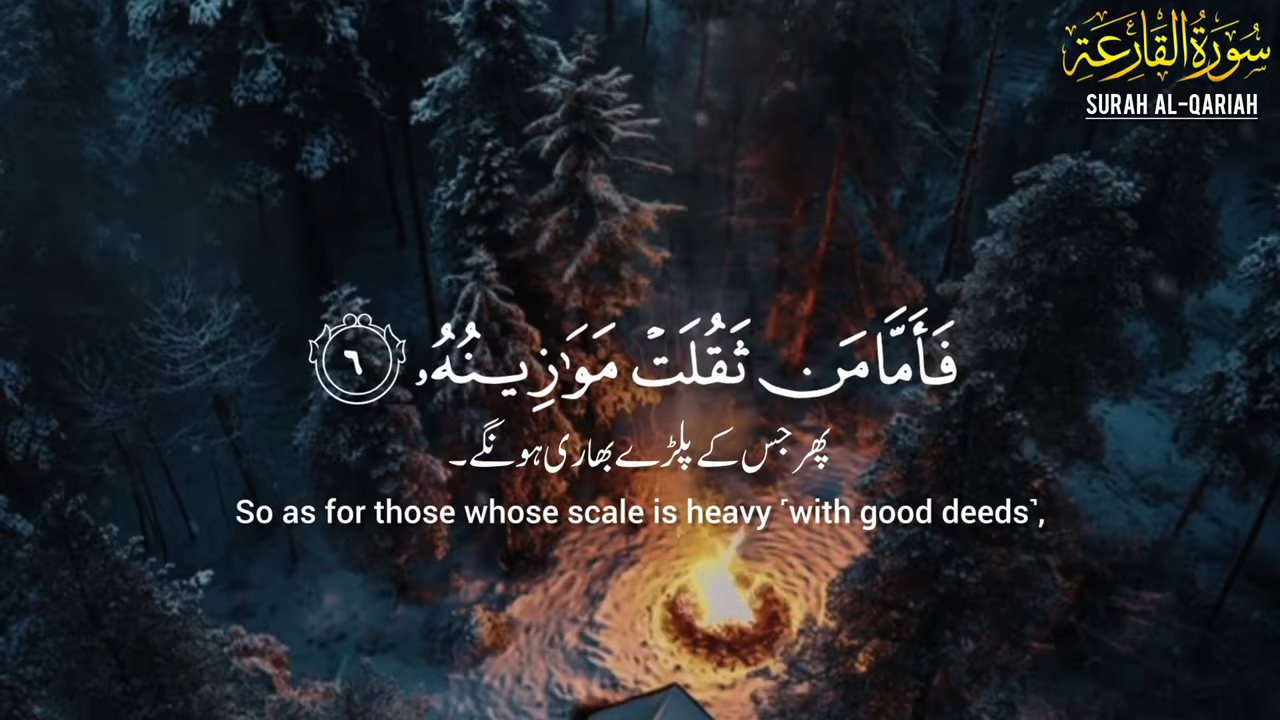 سُورَةُ الْقَارِعَةِ
SURAH AL-QARIAH
فَأَمَّا مَن ثَقُلَتْ مَوَٰزِينُهُۥ ٦
پھر جس کے پلڑے بھاری ہونگے۔
So as for those whose scale is heavy ˹with good deeds˺,